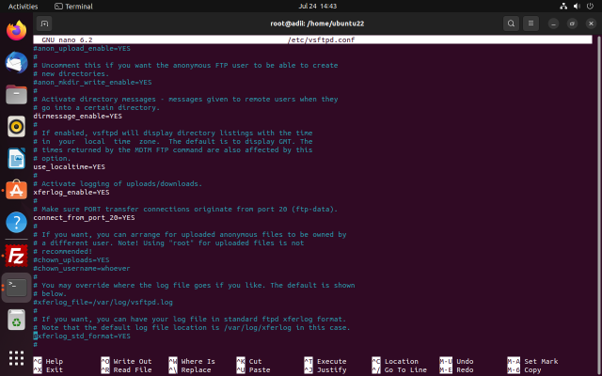 Activities
Terminal
Jul 24 14:43
root@adil: /home/ubuntu22
GNU nano 6.2
/etc/vsftpd.conf
#anon_upload_enable=YES
#
# Uncomment this if you want the anonymous FTP user to be able to create
# new directories.
#anon_mkdir_write_enable=YES
#
# Activate directory messages - messages given to remote users when they
# go into a certain directory.
dirmessage_enable=YES
#
# If enabled, vsftpd will display directory listings with the time
# in your local time zone. The default is to display GMT. The
# times returned by the MDTM FTP command are also affected by this
# option.
use_localtime=YES
#
# Activate logging of uploads/downloads.
xferlog_enable=YES
#
# Make sure PORT transfer connections originate from port 20 (ftp-data).
connect_from_port_20=YES
#
# If you want, you can arrange for uploaded anonymous files to be owned by
# a different user. Note! Using "root" for uploaded files is not
# recommended!
#chown_uploads=YES
#chown_username=whoever
#
# You may override where the log file goes if you like. The default is shown
# below.
#xferlog_file=/var/log/vsftpd.log
#
# If you want, you can have your log file in standard ftpd xferlog format.
# Note that the default log file location is /var/log/xferlog in this case.
#xferlog_std_format=YES
#
^G Help ^O Write Out ^W Where Is ^K Cut ^T Execute ^C Location M-U Undo M-A Set Mark
^X Exit ^R Read File ^\ Replace ^U Paste ^J Justify ^/ Go To Line M-E Redo M-6 Copy